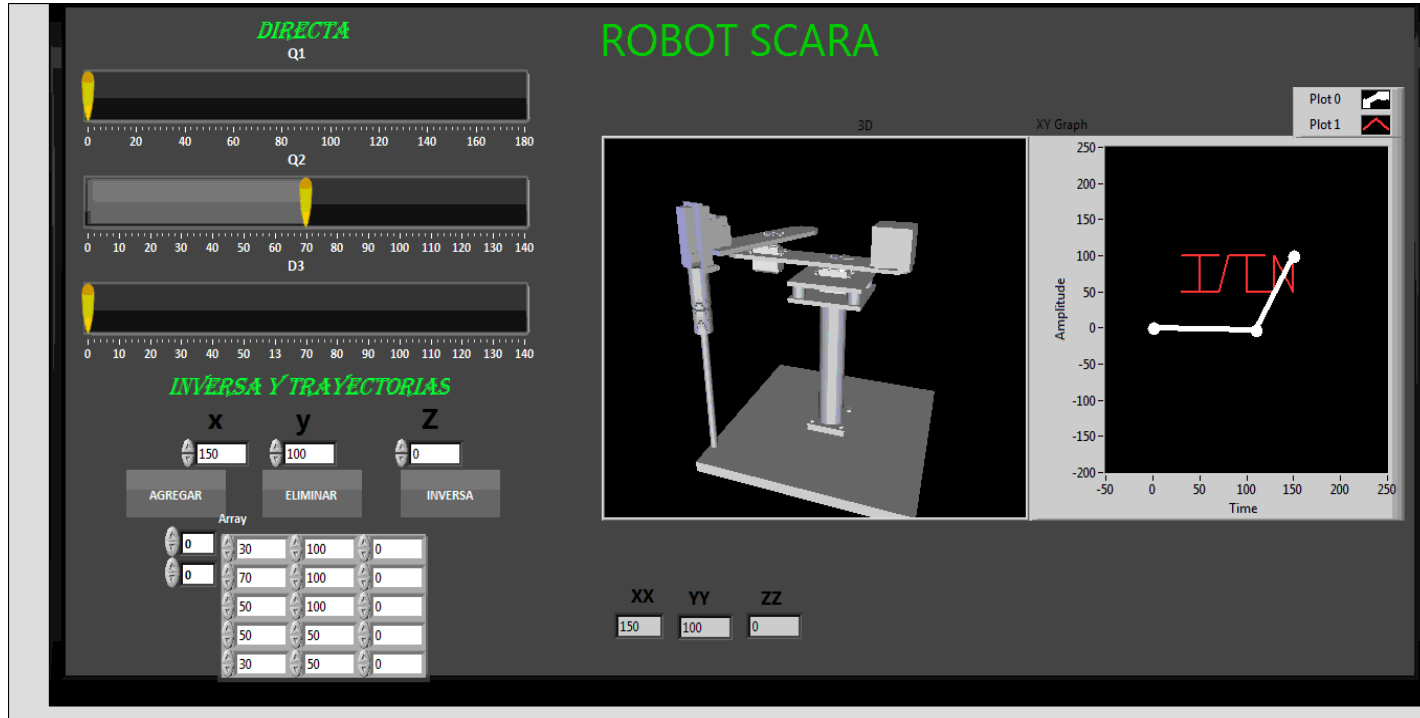 DIRECTA
Q1
0 20 40 60 80 100 120 140 160 180
Q2
0 10 20 30 40 50 60 70 80 90 100 110 120 130 140
D3
0 10 20 30 40 50 13 70 80 90 100 110 120 130 140
INVERSA Y TRAYECTORIAS
x y Z
150 100 0
AGREGAR ELIMINAR INVERSA
Array
0 30 100 0
0 70 100 0
50 100 0
50 50 0
30 50 0
ROBOT SCARA
3D
XX YY ZZ
150 100 0
Plot 0
Plot 1
XY Graph
Amplitude
250
200
150
100
50
0
-50
-100
-150
-200
-50 0 50 100 150 200 250
Time